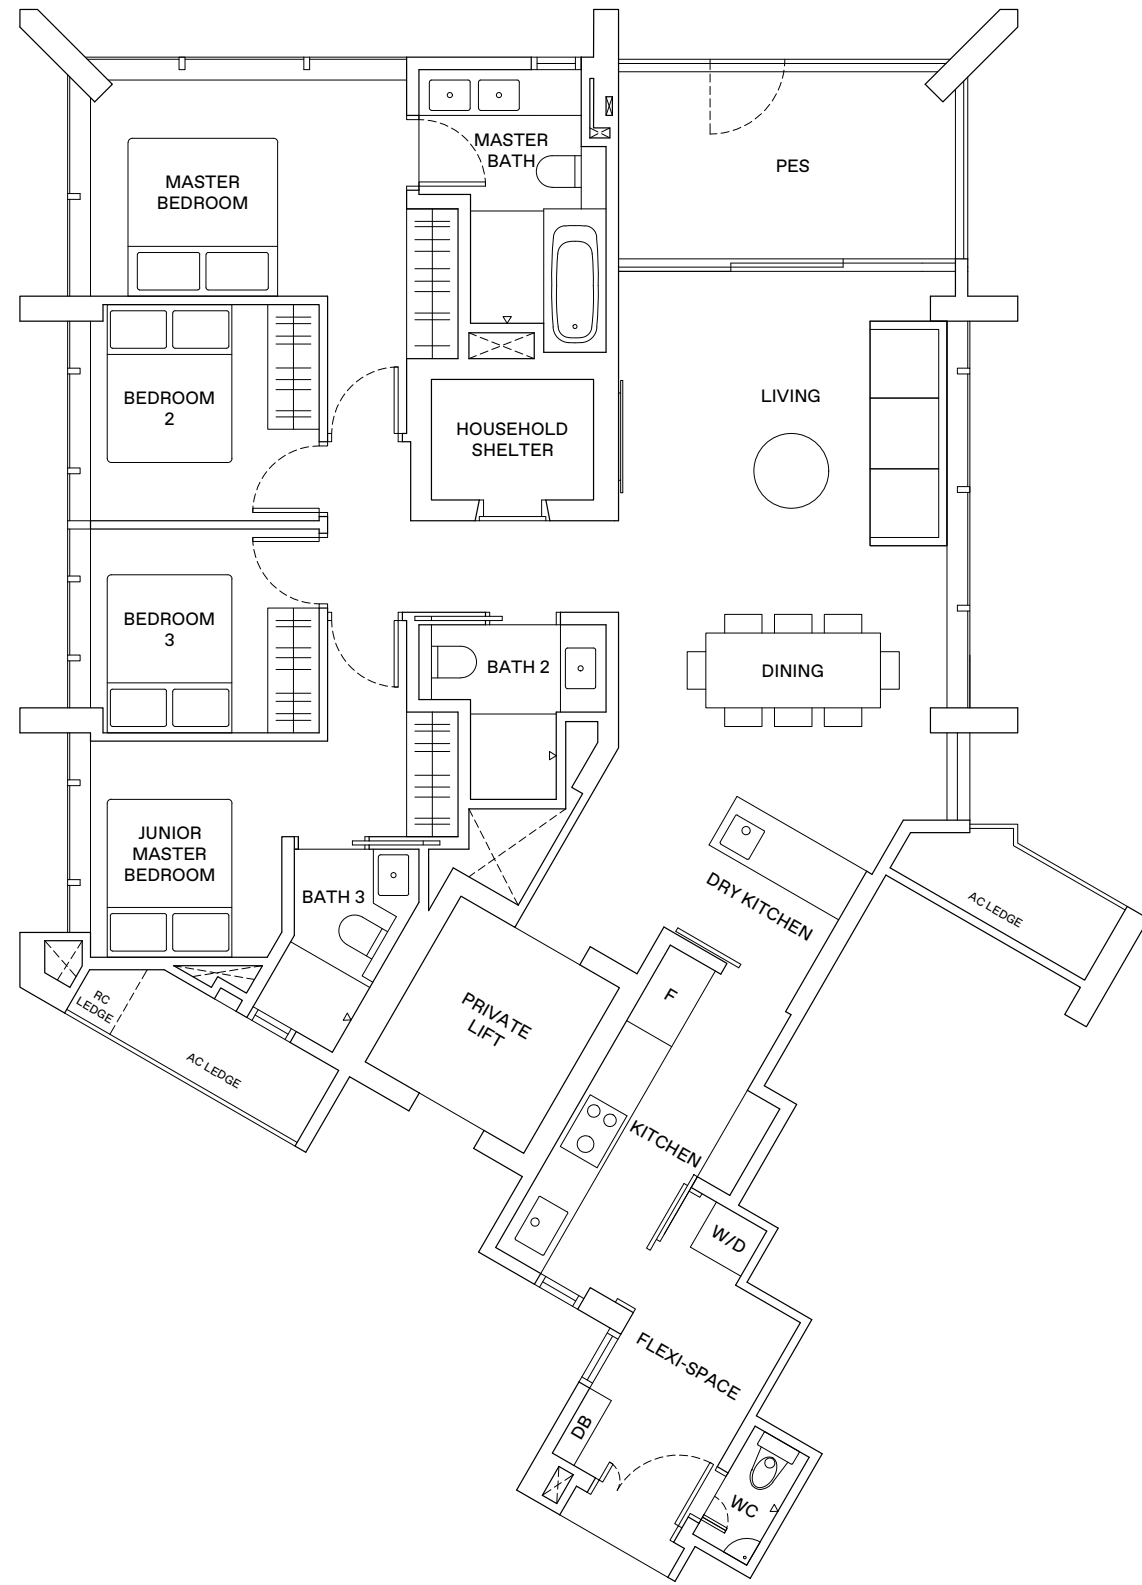 MASTER
BATH
PES
MASTER
BEDROOM
BEDROOM
2
LIVING
HOUSEHOLD
SHELTER
BEDROOM
3
BATH 2
DINING
JUNIOR
MASTER
BEDROOM
BATH 3
DRY KITCHEN
AC LEDGE
RC
LEDGE
AC LEDGE
PRIVATE
LIFT
F
KITCHEN
W/D
FLEXI-SPACE
DB
WC